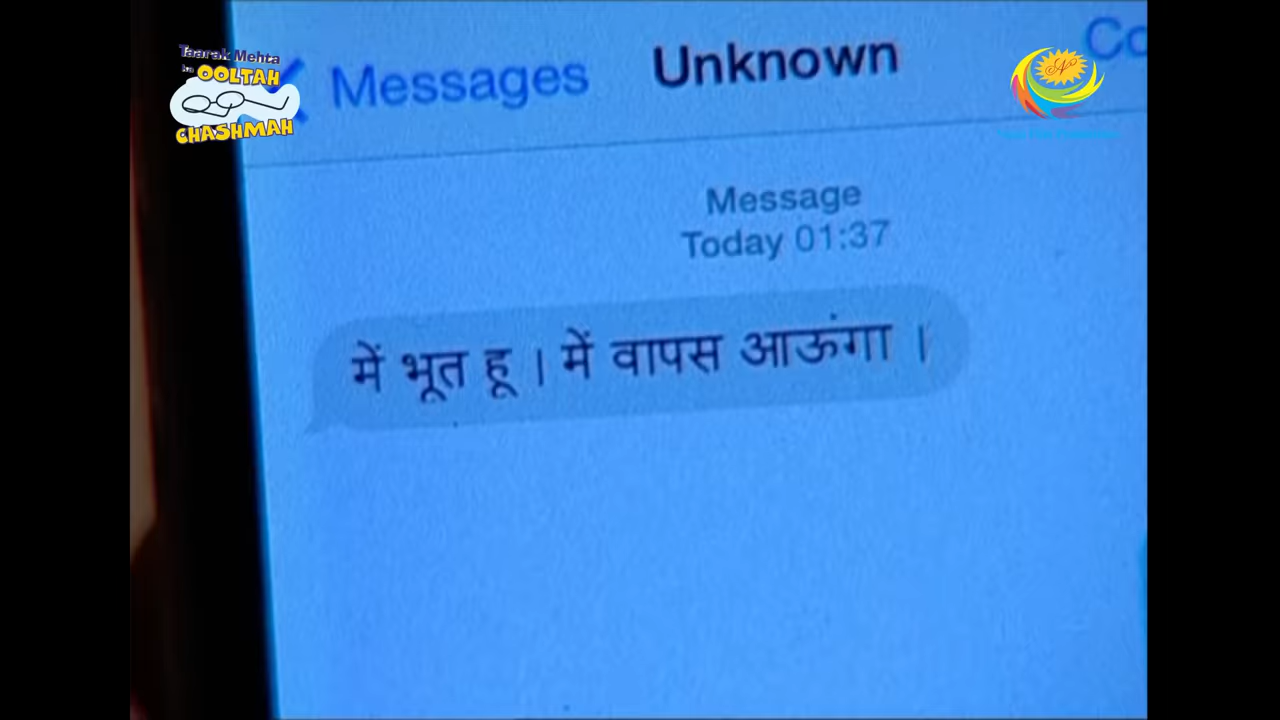 Taarak Mehta
ka OOLTAH
CHASHMAH
Messages
Unknown
Co
Message
Today 01:37
में भूत हू । में वापस आऊंगा ।